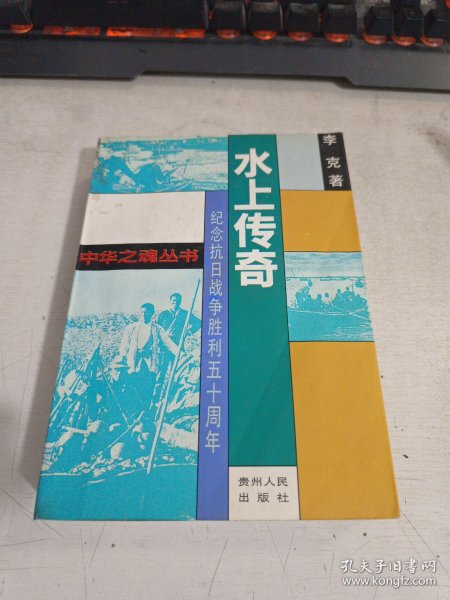 李克著
水上传奇
纪念抗日战争胜利五十周年
中华之魂丛书
贵州人民
出版社
孔夫子旧书网
www.kongfz.com